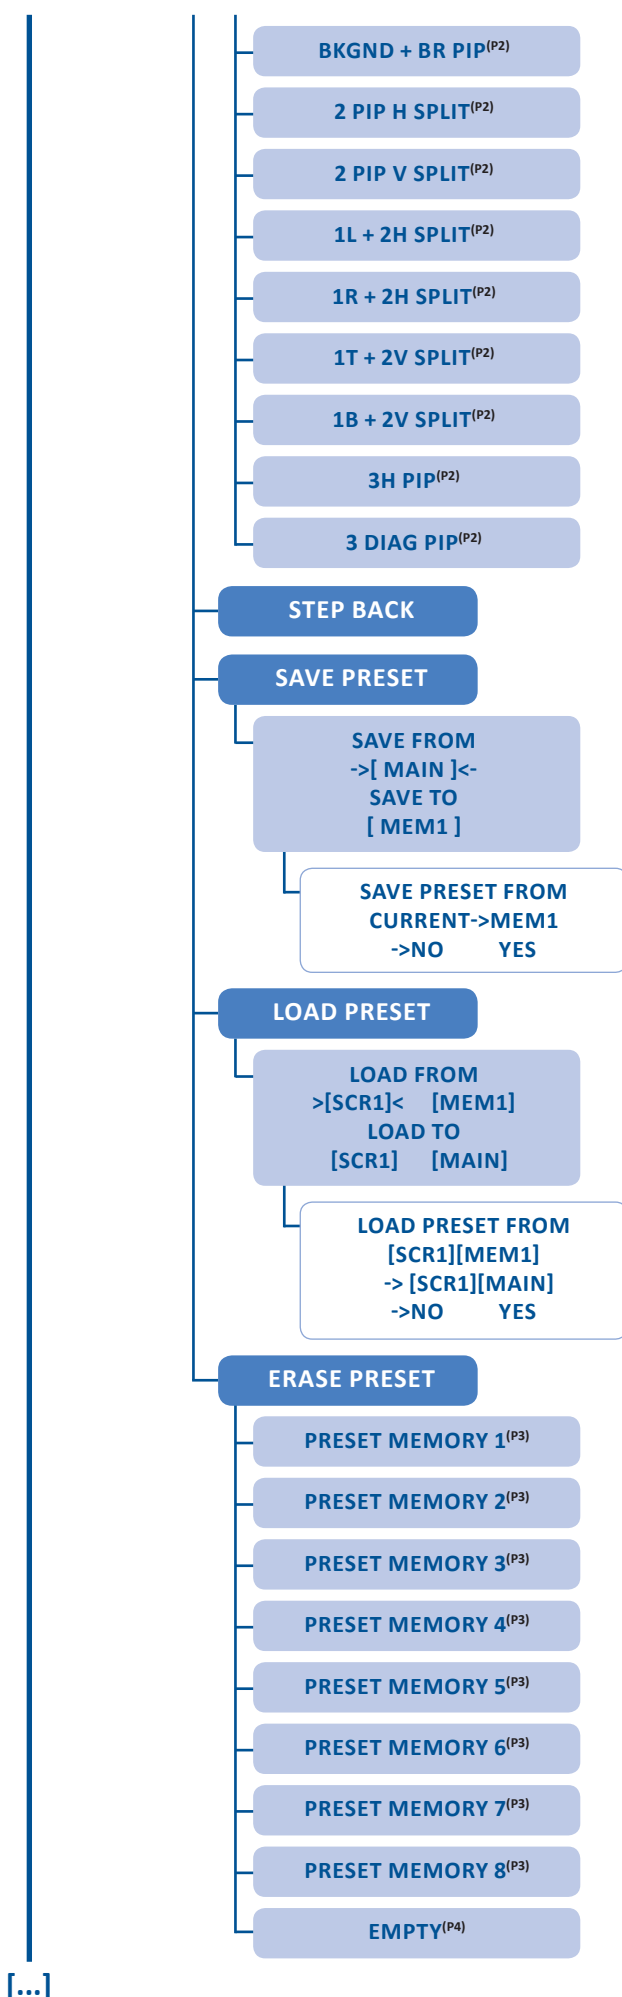 BKGND + BR PIP(P2)
2 PIP H SPLIT(P2)
2 PIP V SPLIT(P2)
1L + 2H SPLIT(P2)
1R + 2H SPLIT(P2)
1T + 2V SPLIT(P2)
1B + 2V SPLIT(P2)
3H PIP(P2)
3 DIAG PIP(P2)
STEP BACK
SAVE PRESET
SAVE FROM
->[ MAIN ]<-
SAVE TO
[ MEM1 ]
SAVE PRESET FROM
CURRENT->MEM1
->NO YES
LOAD PRESET
LOAD FROM
>[SCR1]< [MEM1]
LOAD TO
[SCR1] [MAIN]
LOAD PRESET FROM
[SCR1][MEM1]
-> [SCR1][MAIN]
->NO YES
ERASE PRESET
PRESET MEMORY 1(P3)
PRESET MEMORY 2(P3)
PRESET MEMORY 3(P3)
PRESET MEMORY 4(P3)
PRESET MEMORY 5(P3)
PRESET MEMORY 6(P3)
PRESET MEMORY 7(P3)
PRESET MEMORY 8(P3)
EMPTY(P4)
[...]